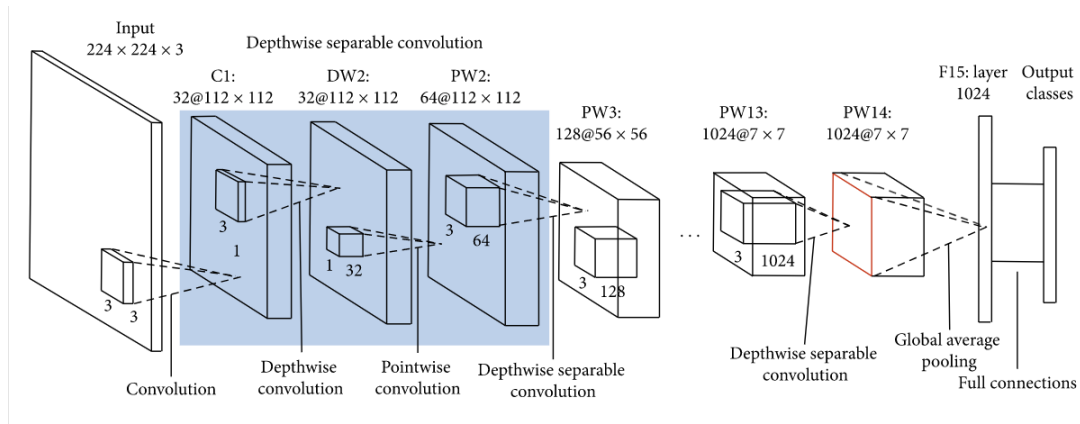 Input
224 × 224 × 3
Depthwise separable convolution
C1:
32@112 × 112
DW2:
32@112 × 112
PW2:
64@112 × 112
PW3:
128@56 × 56
PW13:
1024@7 × 7
PW14:
1024@7 × 7
F15: layer
1024
Output
classes
3
3
3
1
1
32
3
64
3
128
...
3
1024
Convolution
Depthwise
convolution
Pointwise
convolution
Depthwise separable
convolution
Depthwise separable
convolution
Global average
pooling
Full connections